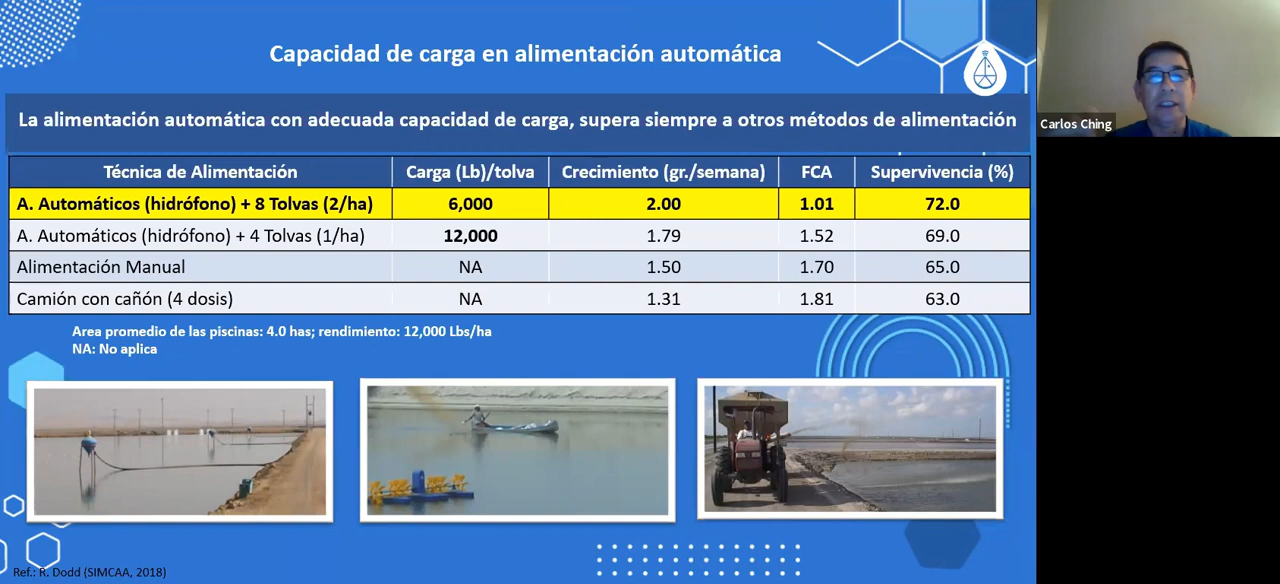 Capacidad de carga en alimentación automática
La alimentación automática con adecuada capacidad de carga, supera siempre a otros métodos de alimentación
Técnica de Alimentación Carga (Lb)/tolva Crecimiento (gr./semana) FCA Supervivencia (%)
A. Automáticos (hidrófono) + 8 Tolvas (2/ha) 6,000 2.00 1.01 72.0
A. Automáticos (hidrófono) + 4 Tolvas (1/ha) 12,000 1.79 1.52 69.0
Alimentación Manual NA 1.50 1.70 65.0
Camión con cañón (4 dosis) NA 1.31 1.81 63.0
Area promedio de las piscinas: 4.0 has; rendimiento: 12,000 Lbs/ha
NA: No aplica
Ref.: R. Dodd (SIMCAA, 2018)
Carlos Ching